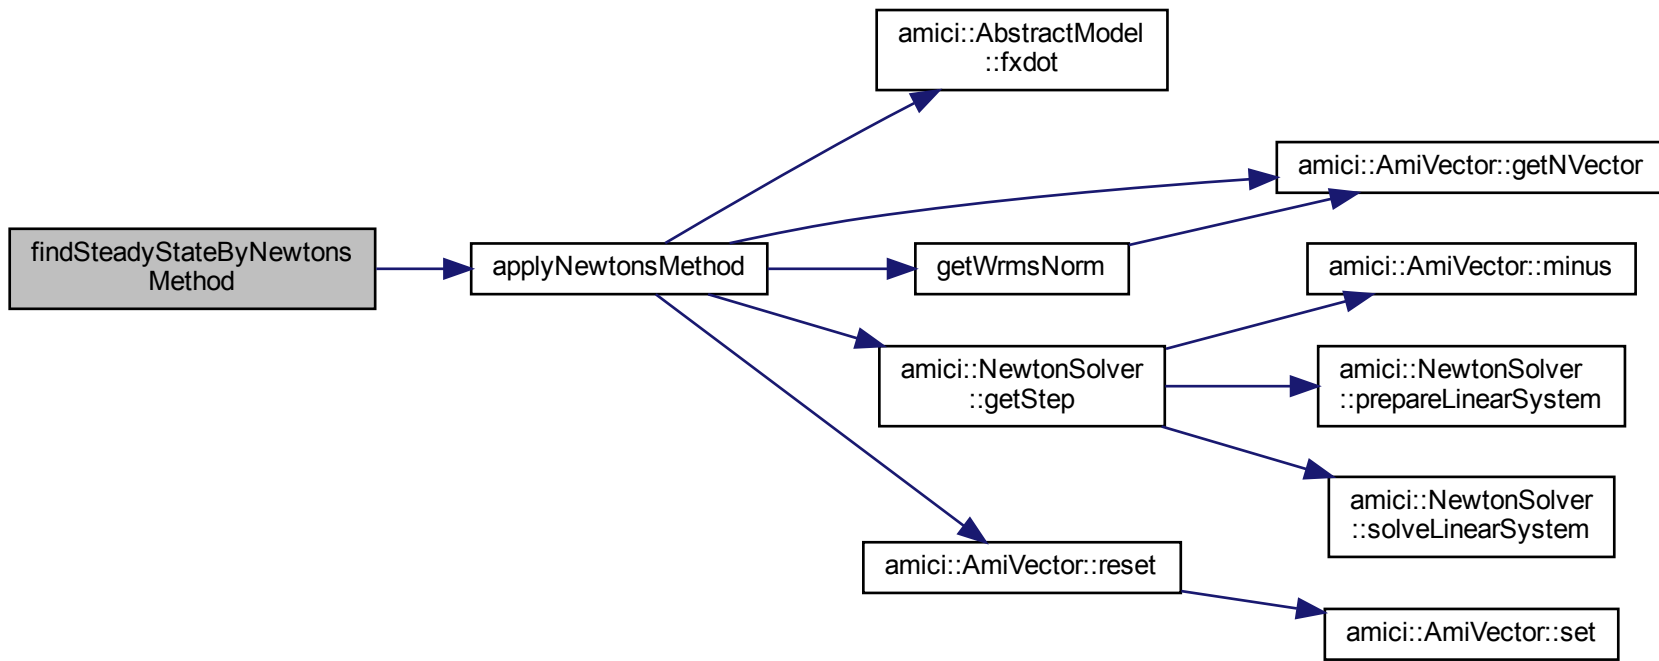 findSteadyStateByNewtons
Method
applyNewtonsMethod
amici::AbstractModel
::fxdot
amici::AmiVector::getNVector
getWrmsNorm
amici::NewtonSolver
::getStep
amici::AmiVector::minus
amici::NewtonSolver
::prepareLinearSystem
amici::NewtonSolver
::solveLinearSystem
amici::AmiVector::reset
amici::AmiVector::set